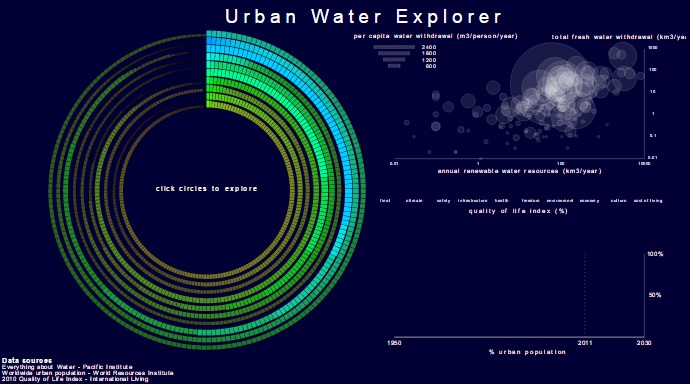 Urban Water Explorer
per capita water withdrawal (m3/person/year)
total fresh water withdrawal (km3/year)
2400
1800
1200
600
1000
100
10
1
0.1
0.01
0.01
1
100
10000
annual renewable water resources (km3/year)
click circles to explore
final climate safety infrastructure health freedom environment economy culture cost of living
quality of life index (%)
100%
50%
1950 2011 2030
% urban population
Data sources
Everything about Water - Pacific Institute
Worldwide urban population - World Resources Institute
2010 Quality of Life Index - International Living